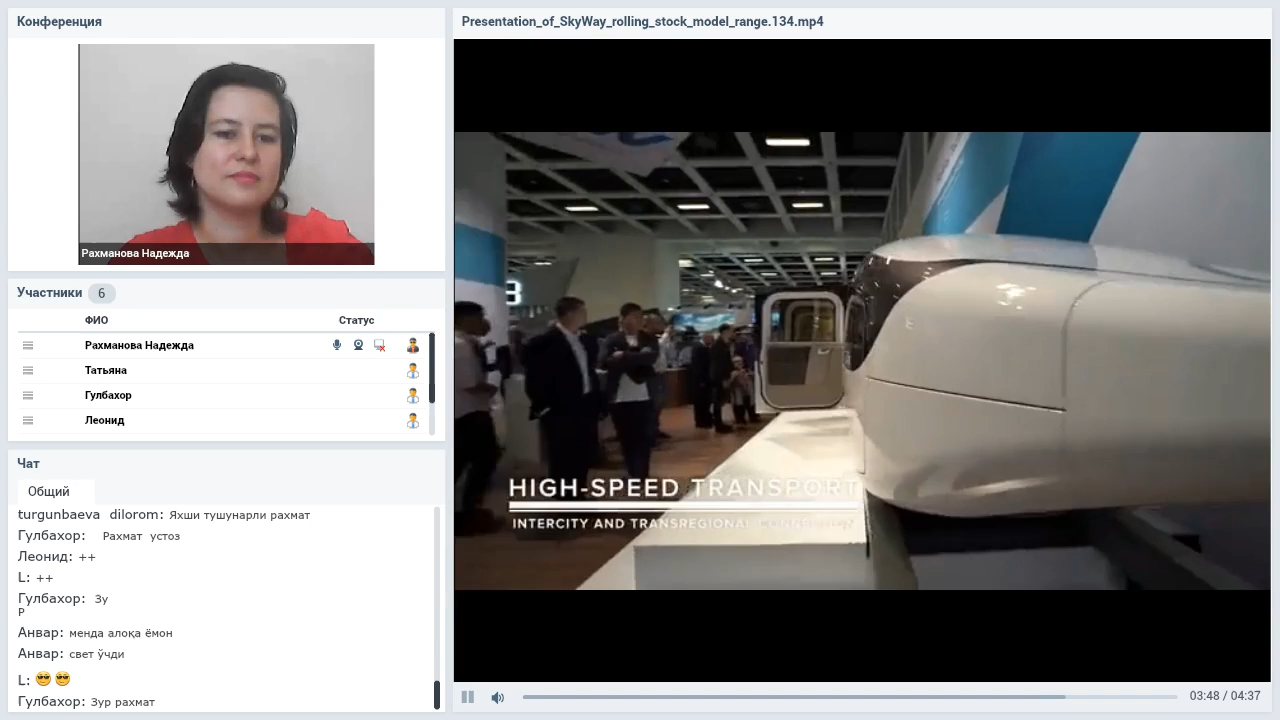 Конференция
Рахманова Надежда
Участники 6
ФИО Статус
Рахманова Надежда
Татьяна
Гулбахор
Леонид
Чат
Общий
turgunbaeva dilorom: Яхши тушунарли рахмат
Гулбахор: Рахмат устоз
Леонид: ++
L: ++
Гулбахор: Зу
Р
Анвар: менда алоқа ёмон
Анвар: свет ўчди
L: 😎 😎
Гулбахор: Зур рахмат
Presentation_of_SkyWay_rolling_stock_model_range.134.mp4
HIGH-SPEED TRANSPORT
INTERCITY AND TRANSREGIONAL CONNECTION
03:48 / 04:37